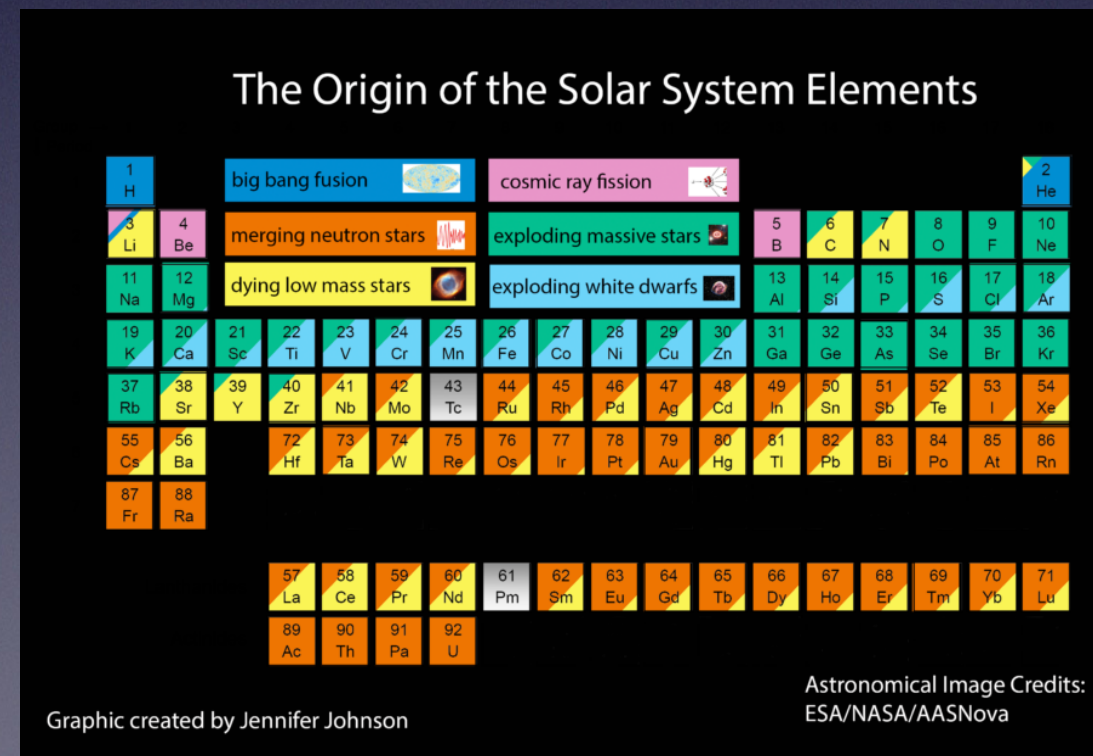 The Origin of the Solar System Elements
1 H
big bang fusion
cosmic ray fission
2 He
3 Li
4 Be
merging neutron stars
exploding massive stars
5 B
6 C
7 N
8 O
9 F
10 Ne
11 Na
12 Mg
dying low mass stars
exploding white dwarfs
13 Al
14 Si
15 P
16 S
17 Cl
18 Ar
19 K
20 Ca
21 Sc
22 Ti
23 V
24 Cr
25 Mn
26 Fe
27 Co
28 Ni
29 Cu
30 Zn
31 Ga
32 Ge
33 As
34 Se
35 Br
36 Kr
37 Rb
38 Sr
39 Y
40 Zr
41 Nb
42 Mo
43 Tc
44 Ru
45 Rh
46 Pd
47 Ag
48 Cd
49 In
50 Sn
51 Sb
52 Te
53 I
54 Xe
55 Cs
56 Ba
72 Hf
73 Ta
74 W
75 Re
76 Os
77 Ir
78 Pt
79 Au
80 Hg
81 Tl
82 Pb
83 Bi
84 Po
85 At
86 Rn
87 Fr
88 Ra
57 La
58 Ce
59 Pr
60 Nd
61 Pm
62 Sm
63 Eu
64 Gd
65 Tb
66 Dy
67 Ho
68 Er
69 Tm
70 Yb
71 Lu
89 Ac
90 Th
91 Pa
92 U
Graphic created by Jennifer Johnson
Astronomical Image Credits:
ESA/NASA/AASNova